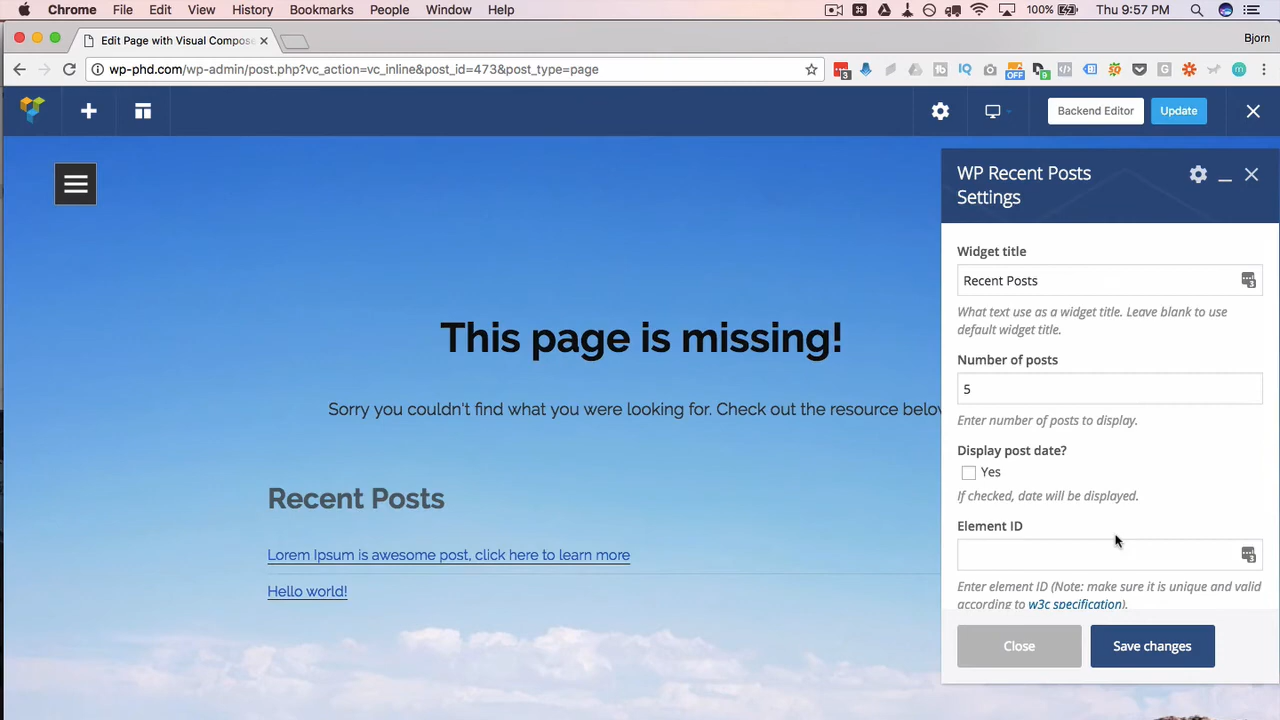 Chrome File Edit View History Bookmarks People Window Help 100% Thu 9:57 PM
Edit Page with Visual Compose Bjorn
wp-phd.com/wp-admin/post.php?vc_action=vc_inline&post_id=473&post_type=page 3 OFF 9
Backend Editor Update
WP Recent Posts
Settings
Widget title
Recent Posts
What text use as a widget title. Leave blank to use
default widget title.
Number of posts
5
Enter number of posts to display.
Display post date?
Yes
If checked, date will be displayed.
Element ID
Enter element ID (Note: make sure it is unique and valid
according to w3c specification).
Close Save changes
This page is missing!
Sorry you couldn't find what you were looking for. Check out the resource belo
Recent Posts
Lorem Ipsum is awesome post, click here to learn more
Hello world!